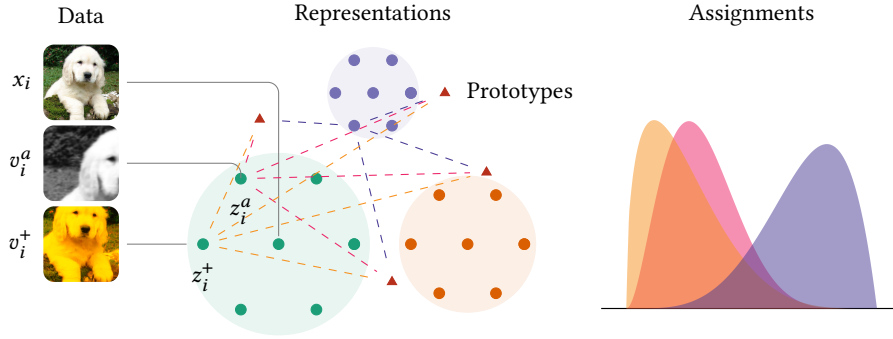 Data
Representations
Assignments
x_i
Prototypes
v_i^a
z_i^a
v_i^+
z_i^+